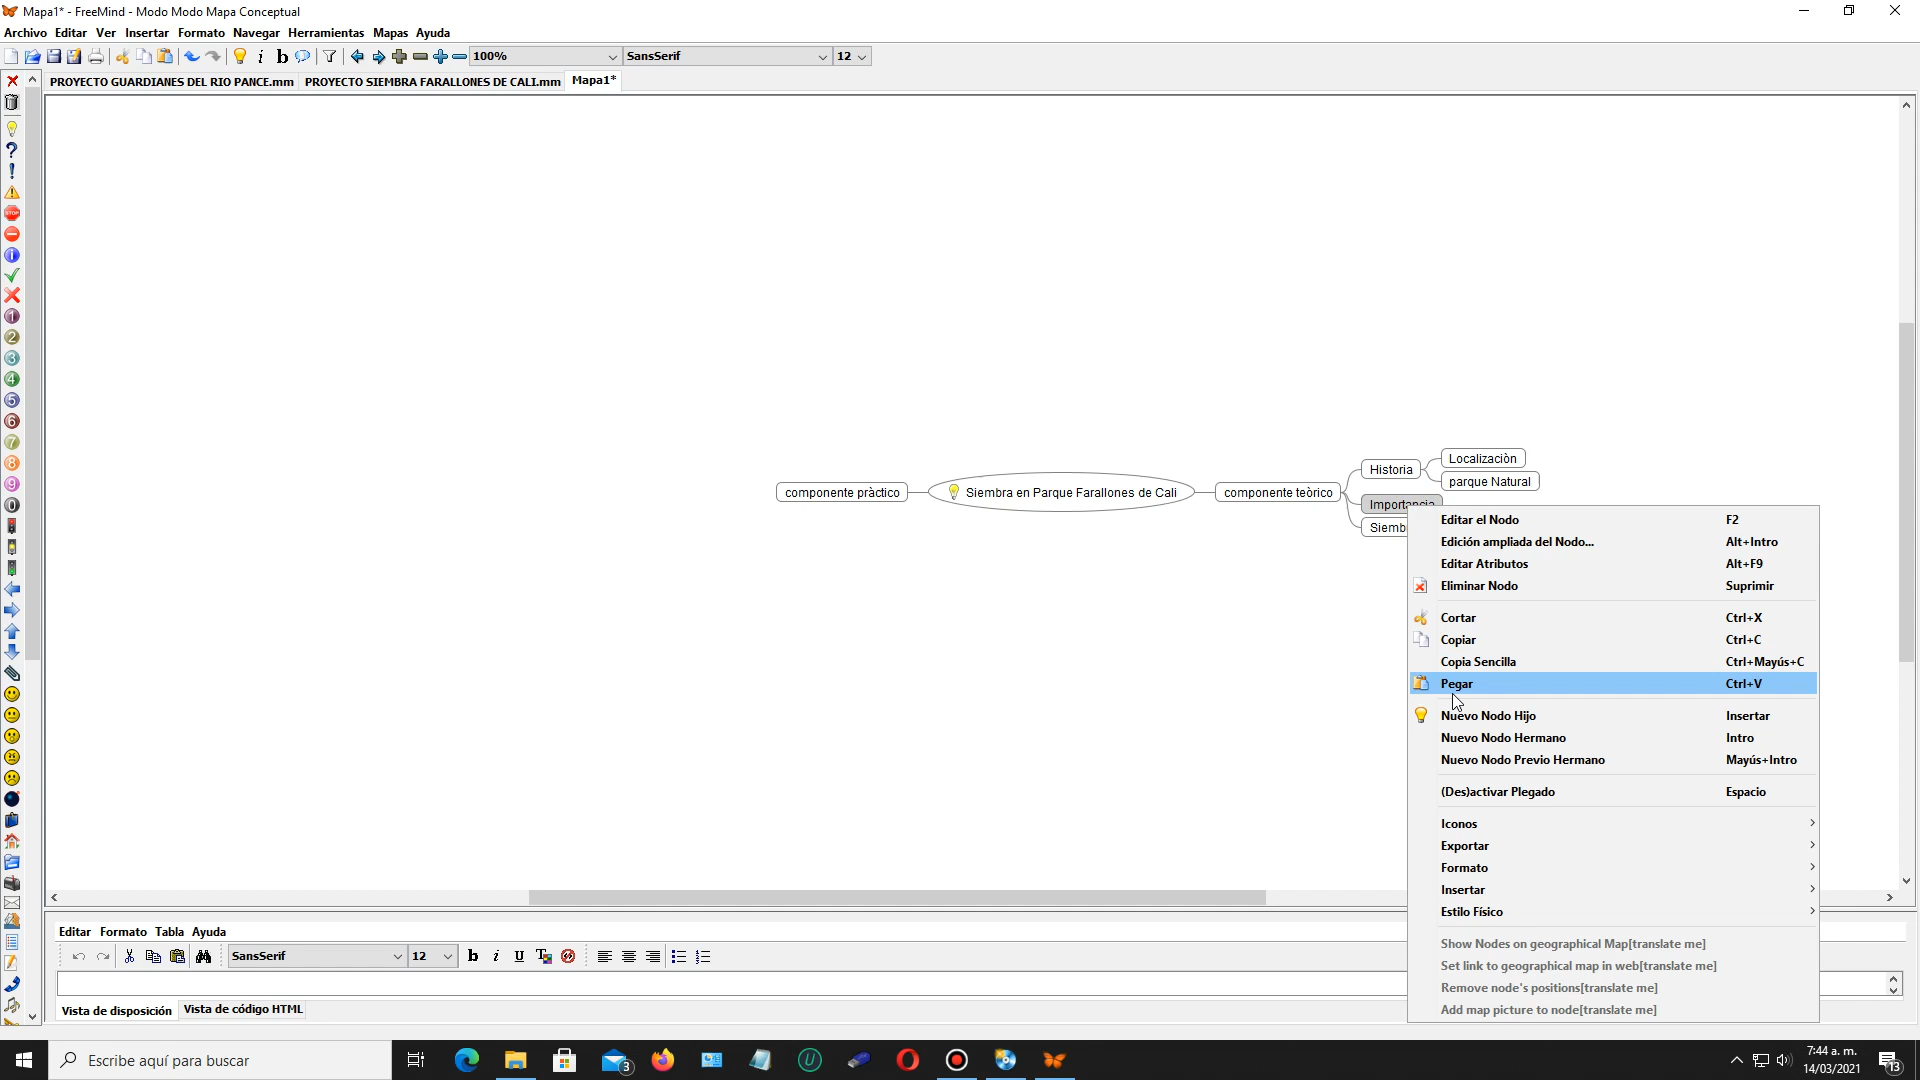 Mapa1* - FreeMind - Modo Modo Mapa Conceptual
Archivo Editar Ver Insertar Formato Navegar Herramientas Mapas Ayuda
100% SansSerif 12
PROYECTO GUARDIANES DEL RIO PANCE.mm PROYECTO SIEMBRA FARALLONES DE CALI.mm Mapa1*
Localizaciòn
Historia
parque Natural
componente pràctico Siembra en Parque Farallones de Cali componente teòrico
Importancia
Siemb
Editar el Nodo F2
Edición ampliada del Nodo... Alt+Intro
Editar Atributos Alt+F9
Eliminar Nodo Suprimir
Cortar Ctrl+X
Copiar Ctrl+C
Copia Sencilla Ctrl+Mayús+C
Pegar Ctrl+V
Nuevo Nodo Hijo Insertar
Nuevo Nodo Hermano Intro
Nuevo Nodo Previo Hermano Mayús+Intro
(Des)activar Plegado Espacio
Iconos
Exportar
Formato
Insertar
Estilo Físico
Show Nodes on geographical Map[translate me]
Set link to geographical map in web[translate me]
Remove node's positions[translate me]
Add map picture to node[translate me]
Editar Formato Tabla Ayuda
SansSerif 12 b i U
Vista de disposición Vista de código HTML
Escribe aquí para buscar
3
7:44 a. m.
14/03/2021
13